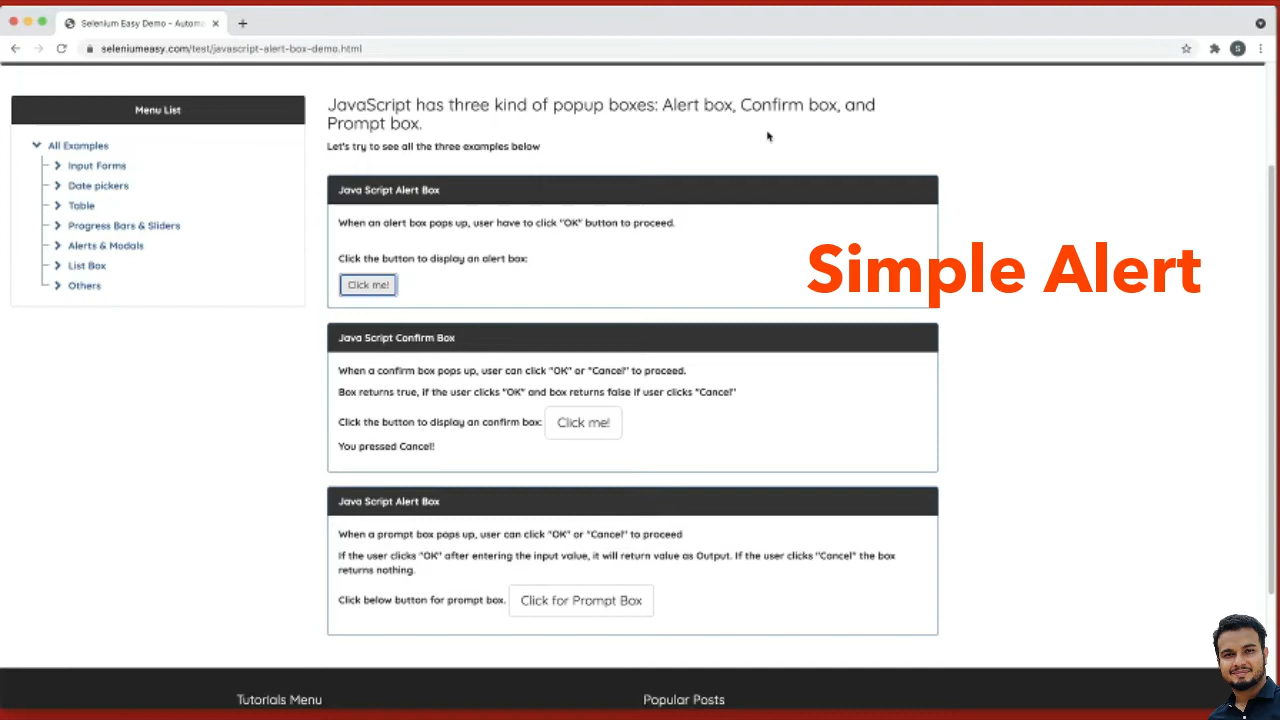 Selenium Easy Demo - Autom
seleniumeasy.com/test/javascript-alert-box-demo.html
S
Menu List
All Examples
Input Forms
Date pickers
Table
Progress Bars & Sliders
Alerts & Modals
List Box
Others
JavaScript has three kind of popup boxes: Alert box, Confirm box, and
Prompt box.
Let's try to see all the three examples below
Java Script Alert Box
When an alert box pops up, user have to click "OK" button to proceed.
Click the button to display an alert box:
Click me!
Simple Alert
Java Script Confirm Box
When a confirm box pops up, user can click "OK" or "Cancel" to proceed.
Box returns true, if the user clicks "OK" and box returns false if user clicks "Cancel"
Click the button to display an confirm box: Click me!
You pressed Cancel!
Java Script Alert Box
When a prompt box pops up, user can click "OK" or "Cancel" to proceed
If the user clicks "OK" after entering the input value, it will return value as Output. If the user clicks "Cancel" the box
returns nothing.
Click below button for prompt box. Click for Prompt Box
Tutorials Menu
Popular Posts